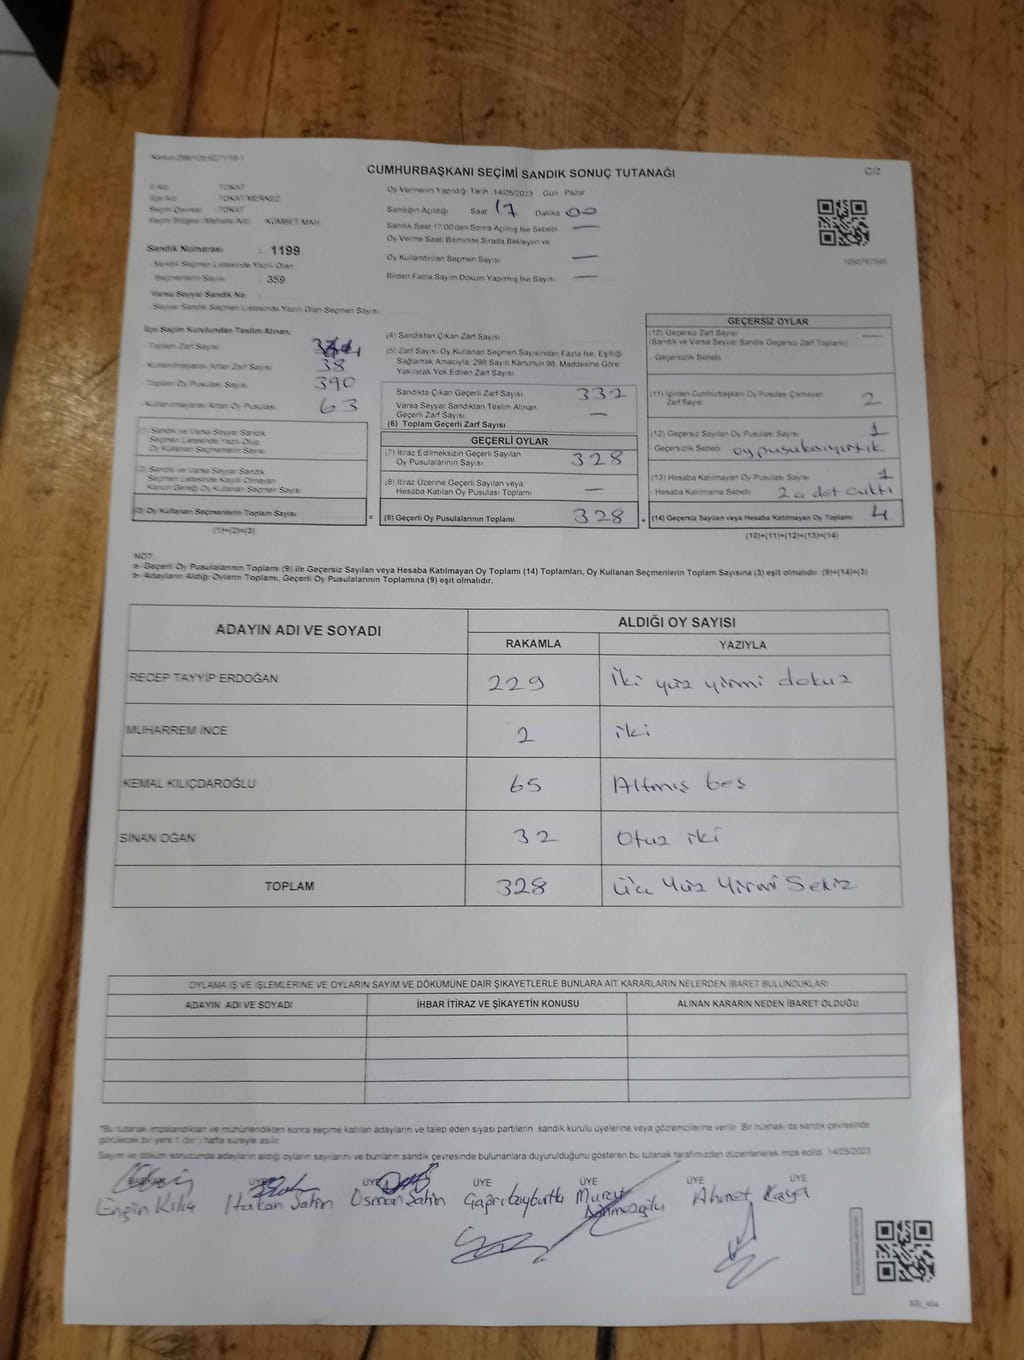 CUMHURBAŞKANI SEÇİMİ SANDIK SONUÇ TUTANAĞI
C/2
İl Adı : TOKAT
İlçe Adı : TOKAT MERKEZ
Seçim Çevresi : TOKAT
Seçim Bölgesi (Mahalle Adı) : KÜMBET MAH.
Sandık Numarası : 1199
Sandık Seçmen Listesinde Yazılı Olan
Seçmenlerin Sayısı : 359
Varsa Seyyar Sandık No
Seyyar Sandık Seçmen Listesinde Yazılı Olan Seçmen Sayısı
Oy Vermenin Yapıldığı Tarih 14/05/2023 Gün Pazar
Sandığın Açıldığı Saat 17 Dakika 00
Sandık Saat 17:00'den Sonra Açılmış İse Sebebi —
Oy Verme Saati Bitiminde Sırada Bekleyen ve
Oy Kullandırılan Seçmen Sayısı —
Birden Fazla Sayım Döküm Yapılmış İse Sayısı —
İlçe Seçim Kurulundan Teslim Alınan;
Toplam Zarf Sayısı
Kullanılmayarak Artan Zarf Sayısı 38
Toplam Oy Pusulası Sayısı 390
Kullanılmayarak Artan Oy Pusulası 63
(1) Sandık ve Varsa Seyyar Sandık
Seçmen Listesinde Yazılı Olup
Oy Kullanan Seçmenlerin Sayısı
(2) Sandık ve Varsa Seyyar Sandık
Seçmen Listesinde Kayıtlı Olmayan
Kanun Gereği Oy Kullanan Seçmen Sayısı
(3) Oy Kullanan Seçmenlerin Toplam Sayısı
(1)+(2)=(3)
(4) Sandıktan Çıkan Zarf Sayısı
(5) Zarf Sayısı Oy Kullanan Seçmen Sayısından Fazla İse, Eşitliği
Sağlamak Amacıyla, 298 Sayılı Kanunun 98. Maddesine Göre
Yakılarak Yok Edilen Zarf Sayısı
Sandıkta Çıkan Geçerli Zarf Sayısı 332
Varsa Seyyar Sandıktan Teslim Alınan
Geçerli Zarf Sayısı —
(6) Toplam Geçerli Zarf Sayısı
GEÇERLİ OYLAR
(7) İtiraz Edilmeksizin Geçerli Sayılan
Oy Pusulalarının Sayısı 328
(8) İtiraz Üzerine Geçerli Sayılan veya
Hesaba Katılan Oy Pusulası Toplamı —
= (9) Geçerli Oy Pusulalarının Toplamı 328
GEÇERSİZ OYLAR
(10) Geçersiz Zarf Sayısı —
(Sandık ve Varsa Seyyar Sandık Geçersiz Zarf Toplamı)
Geçersizlik Sebebi
(11) İçinden Cumhurbaşkanı Oy Pusulası Çıkmayan
Zarf Sayısı 2
(12) Geçersiz Sayılan Oy Pusulası Sayısı 1
Geçersizlik Sebebi oy pusulası yırtık
(13) Hesaba Katılmayan Oy Pusulası Sayısı 1
Hesaba Katılmama Sebebi 2 adet çıktı
+ (14) Geçersiz Sayılan veya Hesaba Katılmayan Oy Toplamı 4
(10)+(11)+(12)+(13)=(14)
NOT:
a- Geçerli Oy Pusulalarının Toplamı (9) ile Geçersiz Sayılan veya Hesaba Katılmayan Oy Toplamı (14) Toplamları, Oy Kullanan Seçmenlerin Toplam Sayısına (3) eşit olmalıdır. (9)+(14)=(3)
b- Adayların Aldığı Oyların Toplamı, Geçerli Oy Pusulalarının Toplamına (9) eşit olmalıdır.
ADAYIN ADI VE SOYADI
ALDIĞI OY SAYISI
RAKAMLA YAZIYLA
RECEP TAYYİP ERDOĞAN 229 İki yüz yirmi dokuz
MUHARREM İNCE 2 iki
KEMAL KILIÇDAROĞLU 65 Altmış beş
SİNAN OĞAN 32 Otuz iki
TOPLAM 328 Üç Yüz Yirmi Sekiz
OYLAMA İŞ VE İŞLEMLERİNE VE OYLARIN SAYIM VE DÖKÜMÜNE DAİR ŞİKAYETLERLE BUNLARA AİT KARARLARIN NELERDEN İBARET BULUNDUKLARI
ADAYIN ADI VE SOYADI İHBAR İTİRAZ VE ŞİKAYETİN KONUSU ALINAN KARARIN NEDEN İBARET OLDUĞU
*Bu tutanak imzalandıktan ve mühürlendikten sonra seçime katılan adayların ve talep eden siyasi partilerin sandık kurulu üyelerine veya gözlemcilerine verilir. Bir nüshası da sandık çevresinde
görülecek bir yere 1 (bir) hafta süreyle asılır.
Sayım ve döküm sonucunda adayların aldığı oyların sayılarını ve bunların sandık çevresinde bulunanlara duyurulduğunu gösteren bu tutanak tarafımızdan düzenlenerek imza edildi. 14/05/2023
ÜYE ÜYE ÜYE ÜYE ÜYE ÜYE
Engin Kılıç Hakan Şahin Osman Şahin Murat Ahmet Kaya